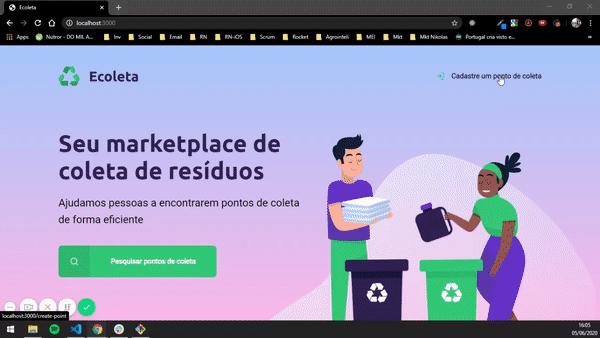 Ecoleta
localhost:3000
Apps
Nutror - DO MIL A...
Inv
Social
Email
RN
RN-iOS
Scrum
Rocket
Agrointeli
MEI
Mkt
Mkt Nikolas
Portugal cria visto e...
Ecoleta
Cadastre um ponto de coleta
Seu marketplace de
coleta de resíduos
Ajudamos pessoas a encontrarem pontos de coleta
de forma eficiente
Pesquisar pontos de coleta
localhost:3000/create-point
16:05
05/06/2020